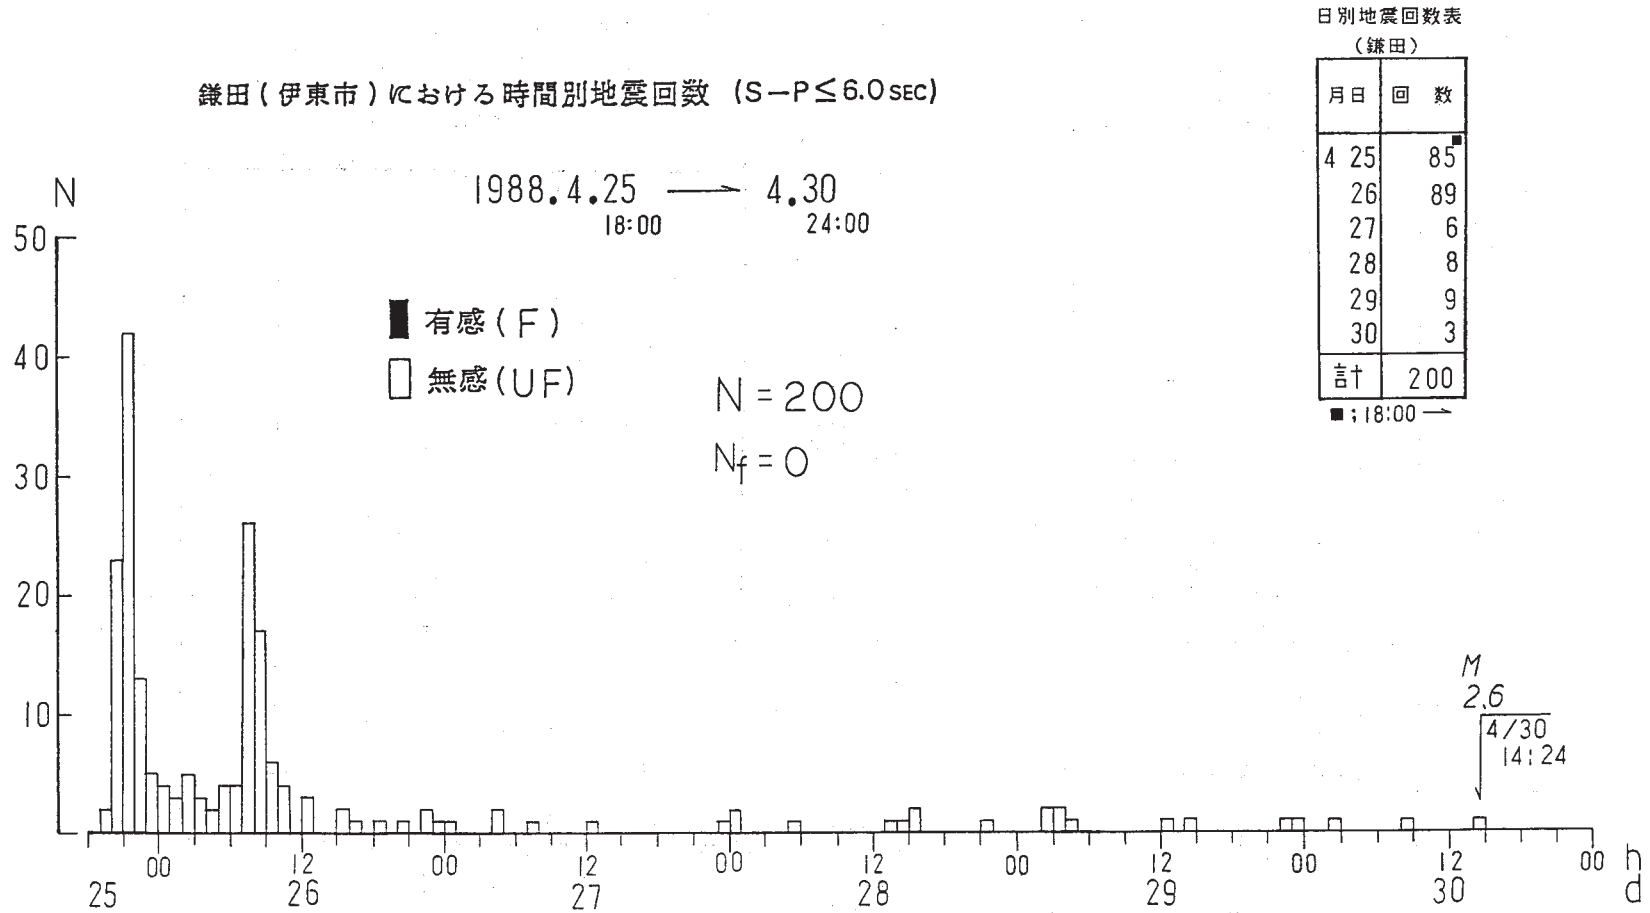 日別地震回数表
(鎌田)
鎌田(伊東市)における時間別地震回数 (S−P≦6.0 SEC)
月日 回 数
4 25 85■
26 89
27 6
28 8
29 9
30 3
計 200
■;18:00→
1988.4.25 → 4.30
18:00 24:00
N
50
40
30
20
10
有感(F)
無感(UF)
N=200
Nf=0
M
2.6
4/30
14:24
00 12 00 12 00 12 00 12 00 12 00 h
25 26 27 28 29 30 d